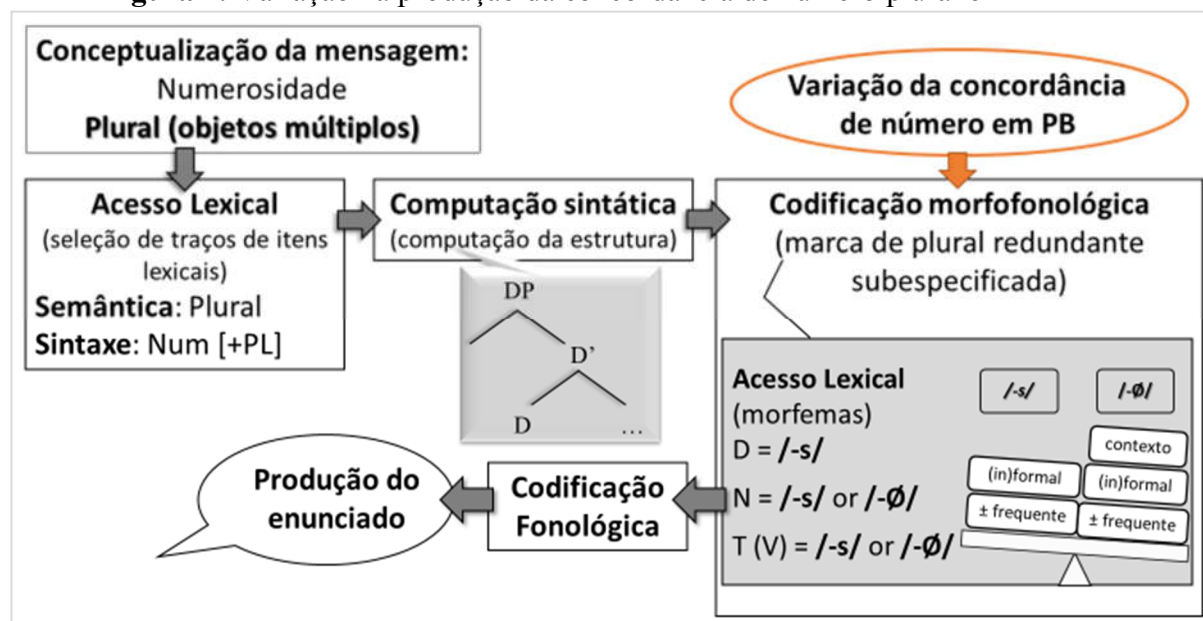 Conceptualização da mensagem:
Numerosidade
Plural (objetos múltiplos)
Variação da concordância
de número em PB
Acesso Lexical
(seleção de traços de itens
lexicais)
Semântica: Plural
Sintaxe: Num [+PL]
Computação sintática
(computação da estrutura)
DP
D’
D
...
Codificação morfofonológica
(marca de plural redundante
subespecificada)
Acesso Lexical
(morfemas)
D = /-s/
N = /-s/ or /-Ø/
T (V) = /-s/ or /-Ø/
/-s/
/-Ø/
contexto
(in)formal
(in)formal
± frequente
± frequente
Codificação
Fonológica
Produção do
enunciado